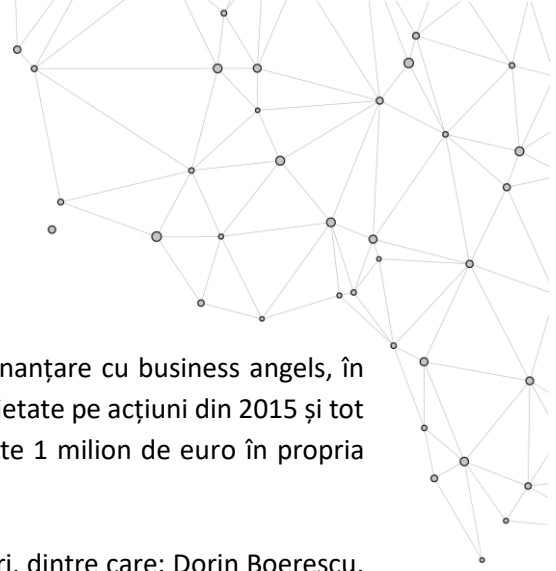 nanțare cu business angels, în
ietate pe acțiuni din 2015 și tot
te 1 milion de euro în propria
ri, dintre care: Dorin Boerescu,